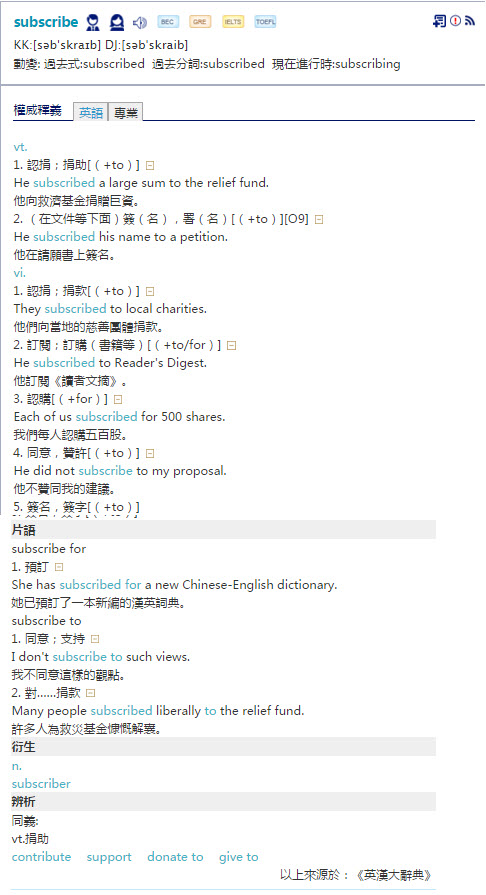 subscribe BEC GRE IELTS TOEFL
KK:[səb'skraɪb] DJ:[səb'skraib]
動變: 過去式:subscribed 過去分詞:subscribed 現在進行時:subscribing
權威釋義 英語 專業
vt.
1. 認捐；捐助[（+to）]
He subscribed a large sum to the relief fund.
他向救濟基金捐贈巨資。
2. （在文件等下面）簽（名）, 署（名）[（+to）][O9]
He subscribed his name to a petition.
他在請願書上簽名。
vi.
1. 認捐；捐款[（+to）]
They subscribed to local charities.
他們向當地的慈善團體捐款。
2. 訂閱；訂購（書籍等）[（+to/for）]
He subscribed to Reader's Digest.
他訂閱《讀者文摘》。
3. 認購[（+for）]
Each of us subscribed for 500 shares.
我們每人認購五百股。
4. 同意，贊許[（+to）]
He did not subscribe to my proposal.
他不贊同我的建議。
5. 簽名，簽字[（+to）]
片語
subscribe for
1. 預訂
She has subscribed for a new Chinese-English dictionary.
她已預訂了一本新編的漢英詞典。
subscribe to
1. 同意；支持
I don't subscribe to such views.
我不同意這樣的觀點。
2. 對……捐款
Many people subscribed liberally to the relief fund.
許多人為救災基金慷慨解囊。
衍生
n.
subscriber
辨析
同義:
vt.捐助
contribute support donate to give to
以上來源於：《英漢大辭典》